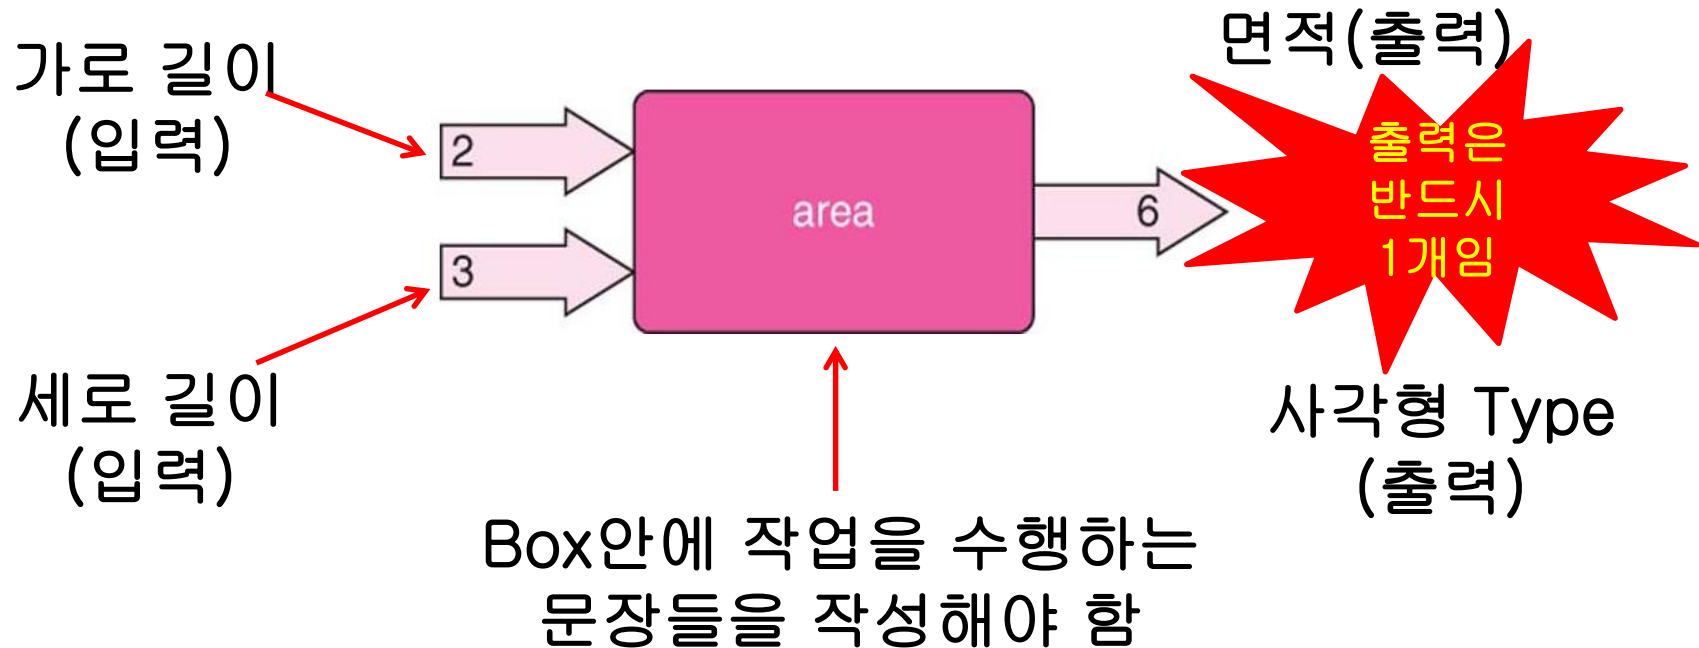 가로 길이
(입력)
2
3
세로 길이
(입력)
area
6
면적(출력)
출력은
반드시
1개임
사각형 Type
(출력)
Box안에 작업을 수행하는
문장들을 작성해야 함